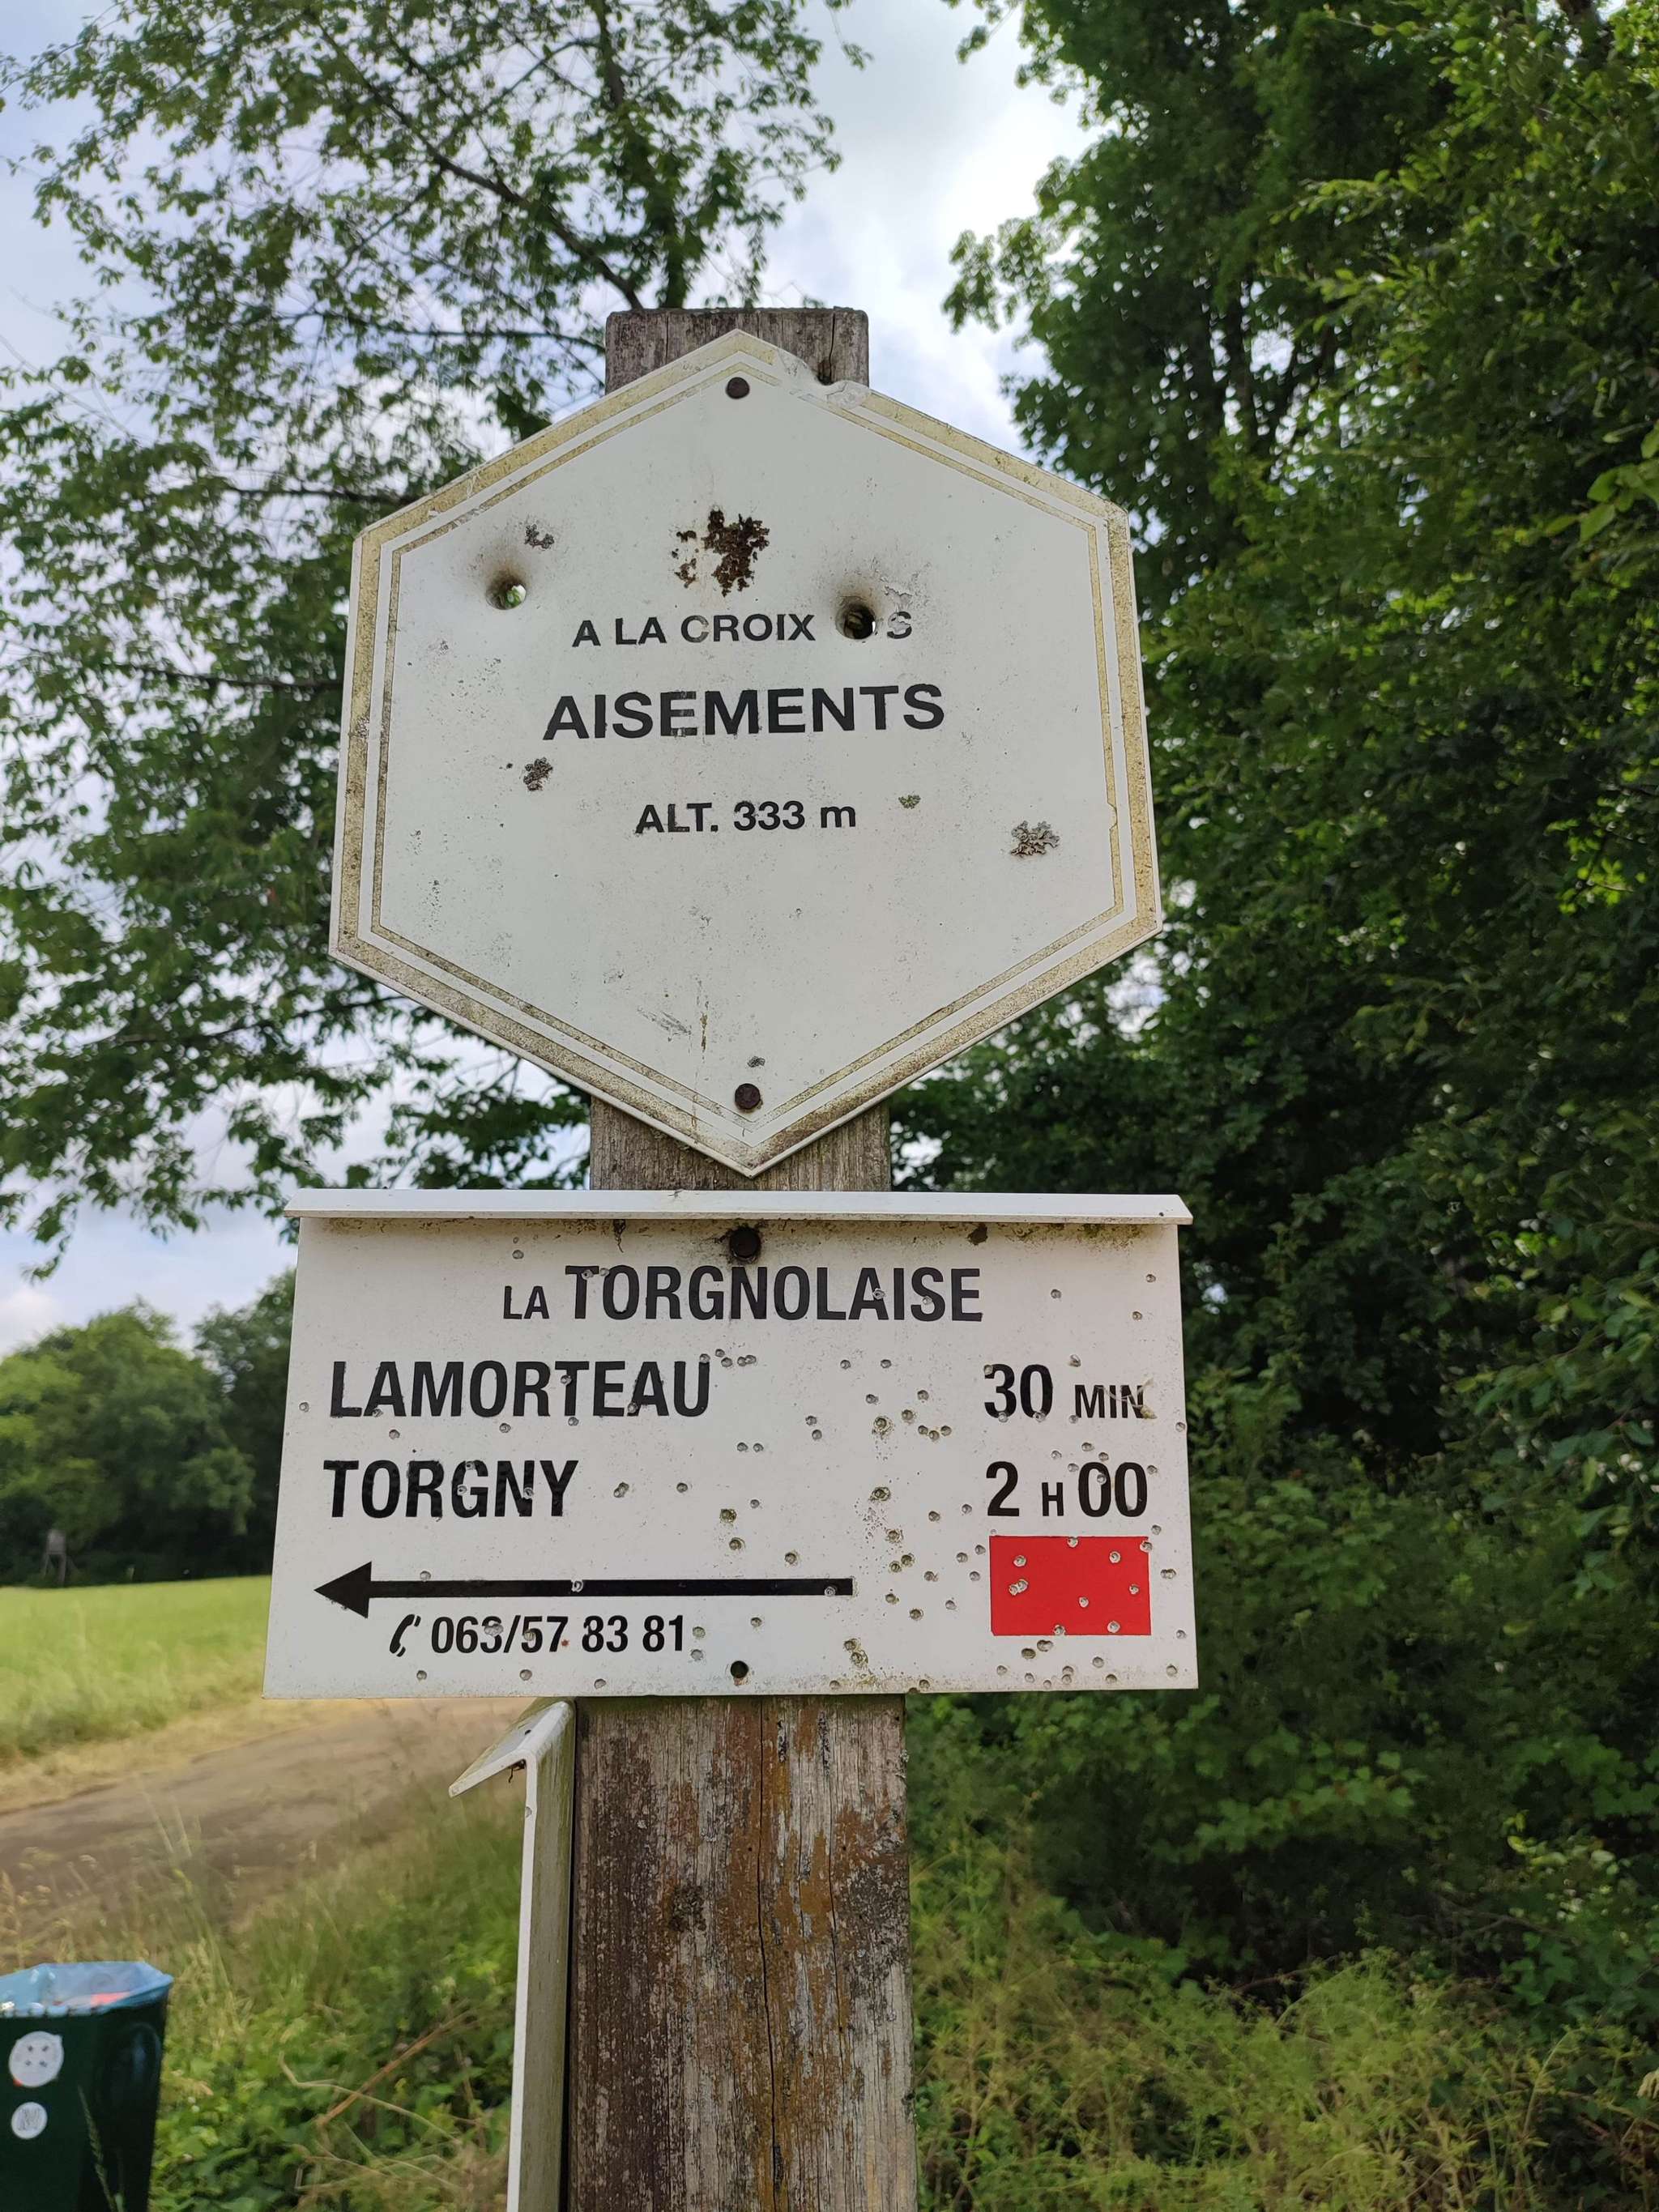 A LA CROIX
AISEMENTS
ALT. 333 m
LA TORGNOLAISE
LAMORTEAU 30 MIN
TORGNY 2 H 00
063/57 83 81